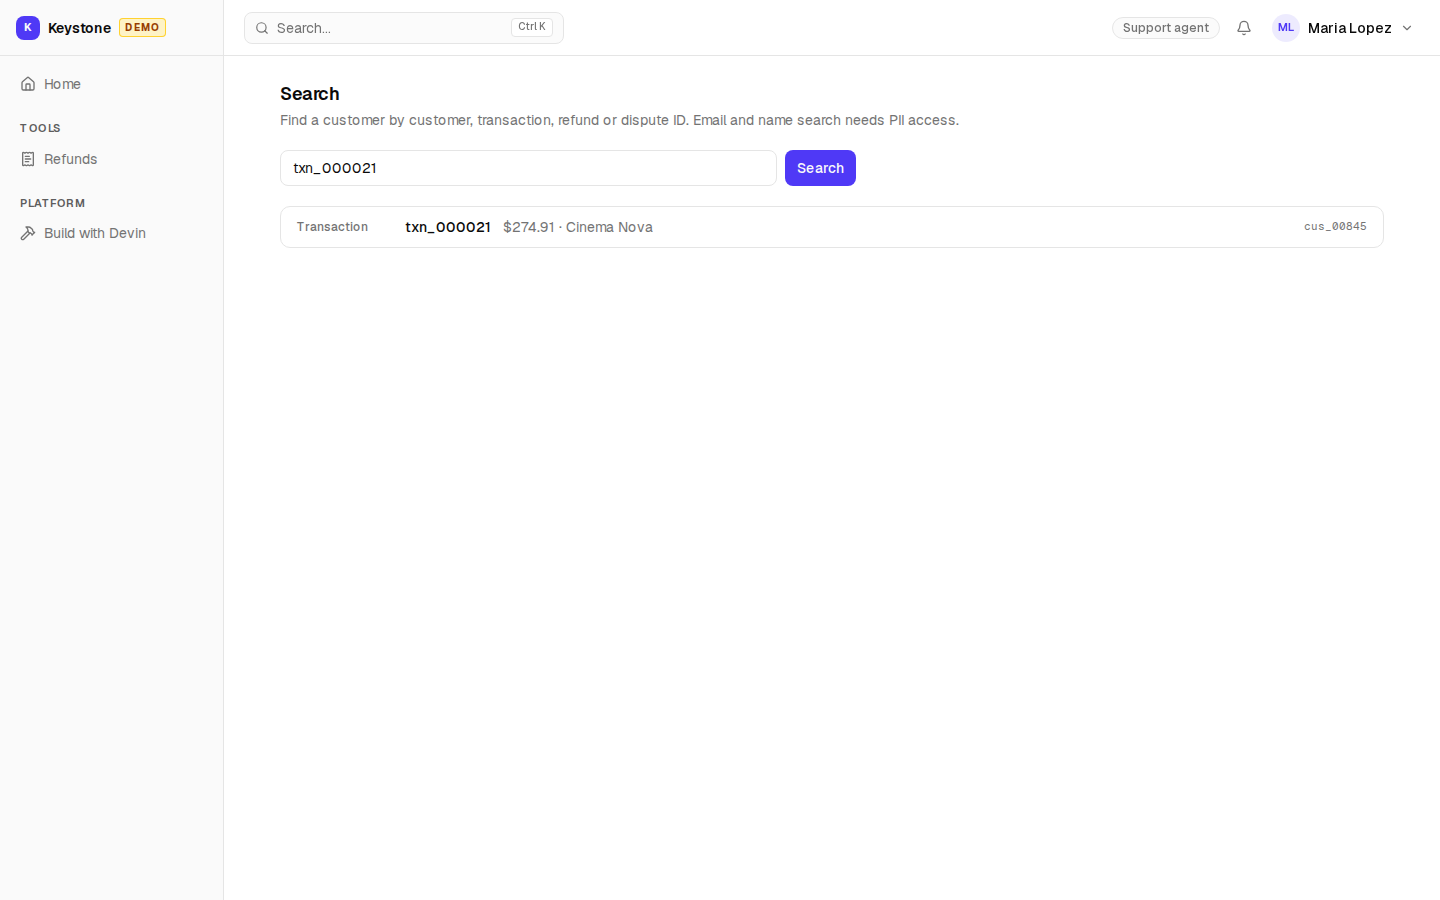 K Keystone DEMO
Search... Ctrl K
Support agent
ML Maria Lopez
Home
TOOLS
Refunds
PLATFORM
Build with Devin
Search
Find a customer by customer, transaction, refund or dispute ID. Email and name search needs PII access.
txn_000021 Search
Transaction txn_000021 $274.91 · Cinema Nova cus_00845